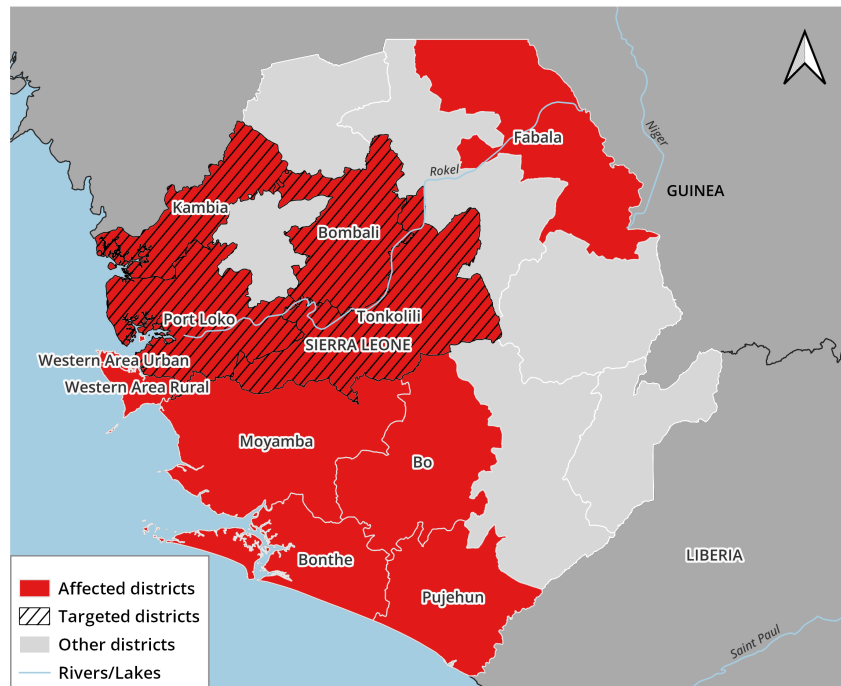 Fabala
Niger
Rokel
GUINEA
Kambia
Bombali
Port Loko
Tonkolili
SIERRA LEONE
Western Area Urban
Western Area Rural
Moyamba
Bo
Bonthe
LIBERIA
Pujehun
Saint Paul
Affected districts
Targeted districts
Other districts
Rivers/Lakes